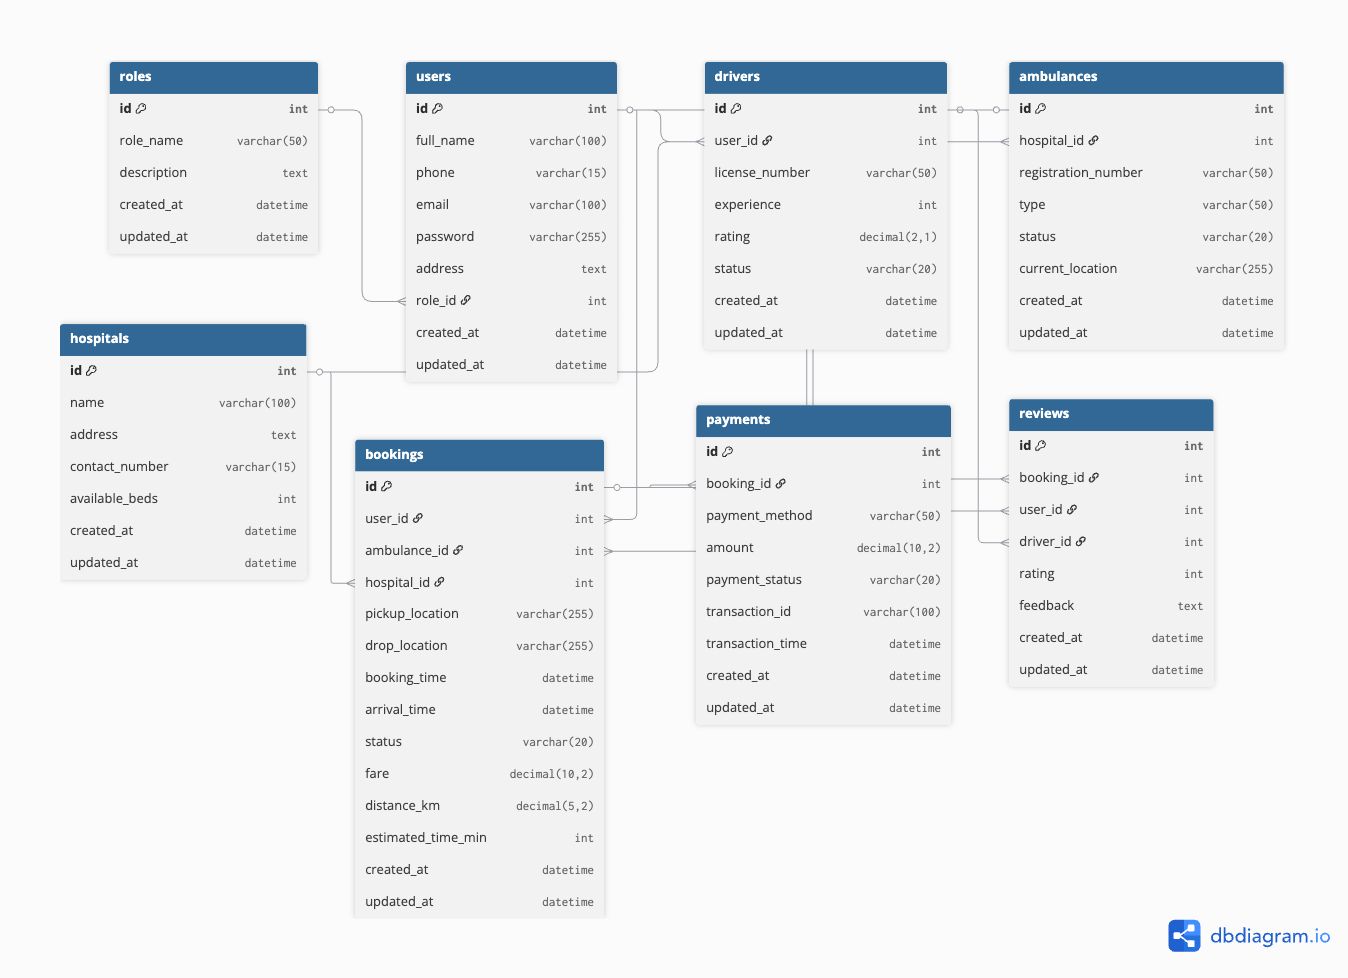 roles
id int
role_name varchar(50)
description text
created_at datetime
updated_at datetime
users
id int
full_name varchar(100)
phone varchar(15)
email varchar(100)
password varchar(255)
address text
role_id int
created_at datetime
updated_at datetime
drivers
id int
user_id int
license_number varchar(50)
experience int
rating decimal(2,1)
status varchar(20)
created_at datetime
updated_at datetime
ambulances
id int
hospital_id int
registration_number varchar(50)
type varchar(50)
status varchar(20)
current_location varchar(255)
created_at datetime
updated_at datetime
hospitals
id int
name varchar(100)
address text
contact_number varchar(15)
available_beds int
created_at datetime
updated_at datetime
bookings
id int
user_id int
ambulance_id int
hospital_id int
pickup_location varchar(255)
drop_location varchar(255)
booking_time datetime
arrival_time datetime
status varchar(20)
fare decimal(10,2)
distance_km decimal(5,2)
estimated_time_min int
created_at datetime
updated_at datetime
payments
id int
booking_id int
payment_method varchar(50)
amount decimal(10,2)
payment_status varchar(20)
transaction_id varchar(100)
transaction_time datetime
created_at datetime
updated_at datetime
reviews
id int
booking_id int
user_id int
driver_id int
rating int
feedback text
created_at datetime
updated_at datetime
dbdiagram.io